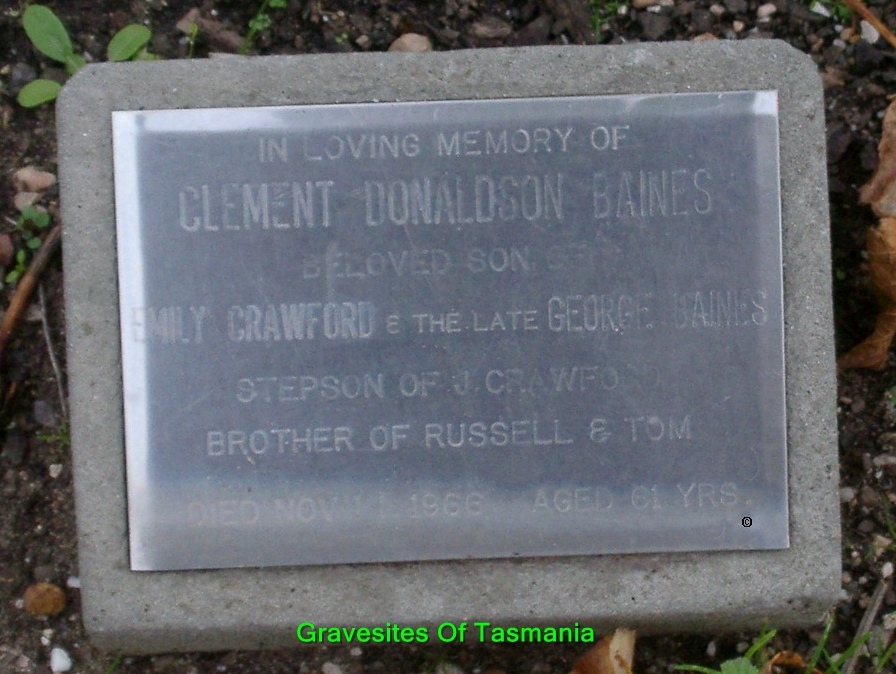 IN LOVING MEMORY OF
CLEMENT DONALDSON BAINES
BELOVED SON OF
EMILY CRAWFORD & THE LATE GEORGE BAINES
STEPSON OF J. CRAWFORD
BROTHER OF RUSSELL & TOM
DIED NOV 1966 AGED 61 YRS.
©
Gravesites Of Tasmania